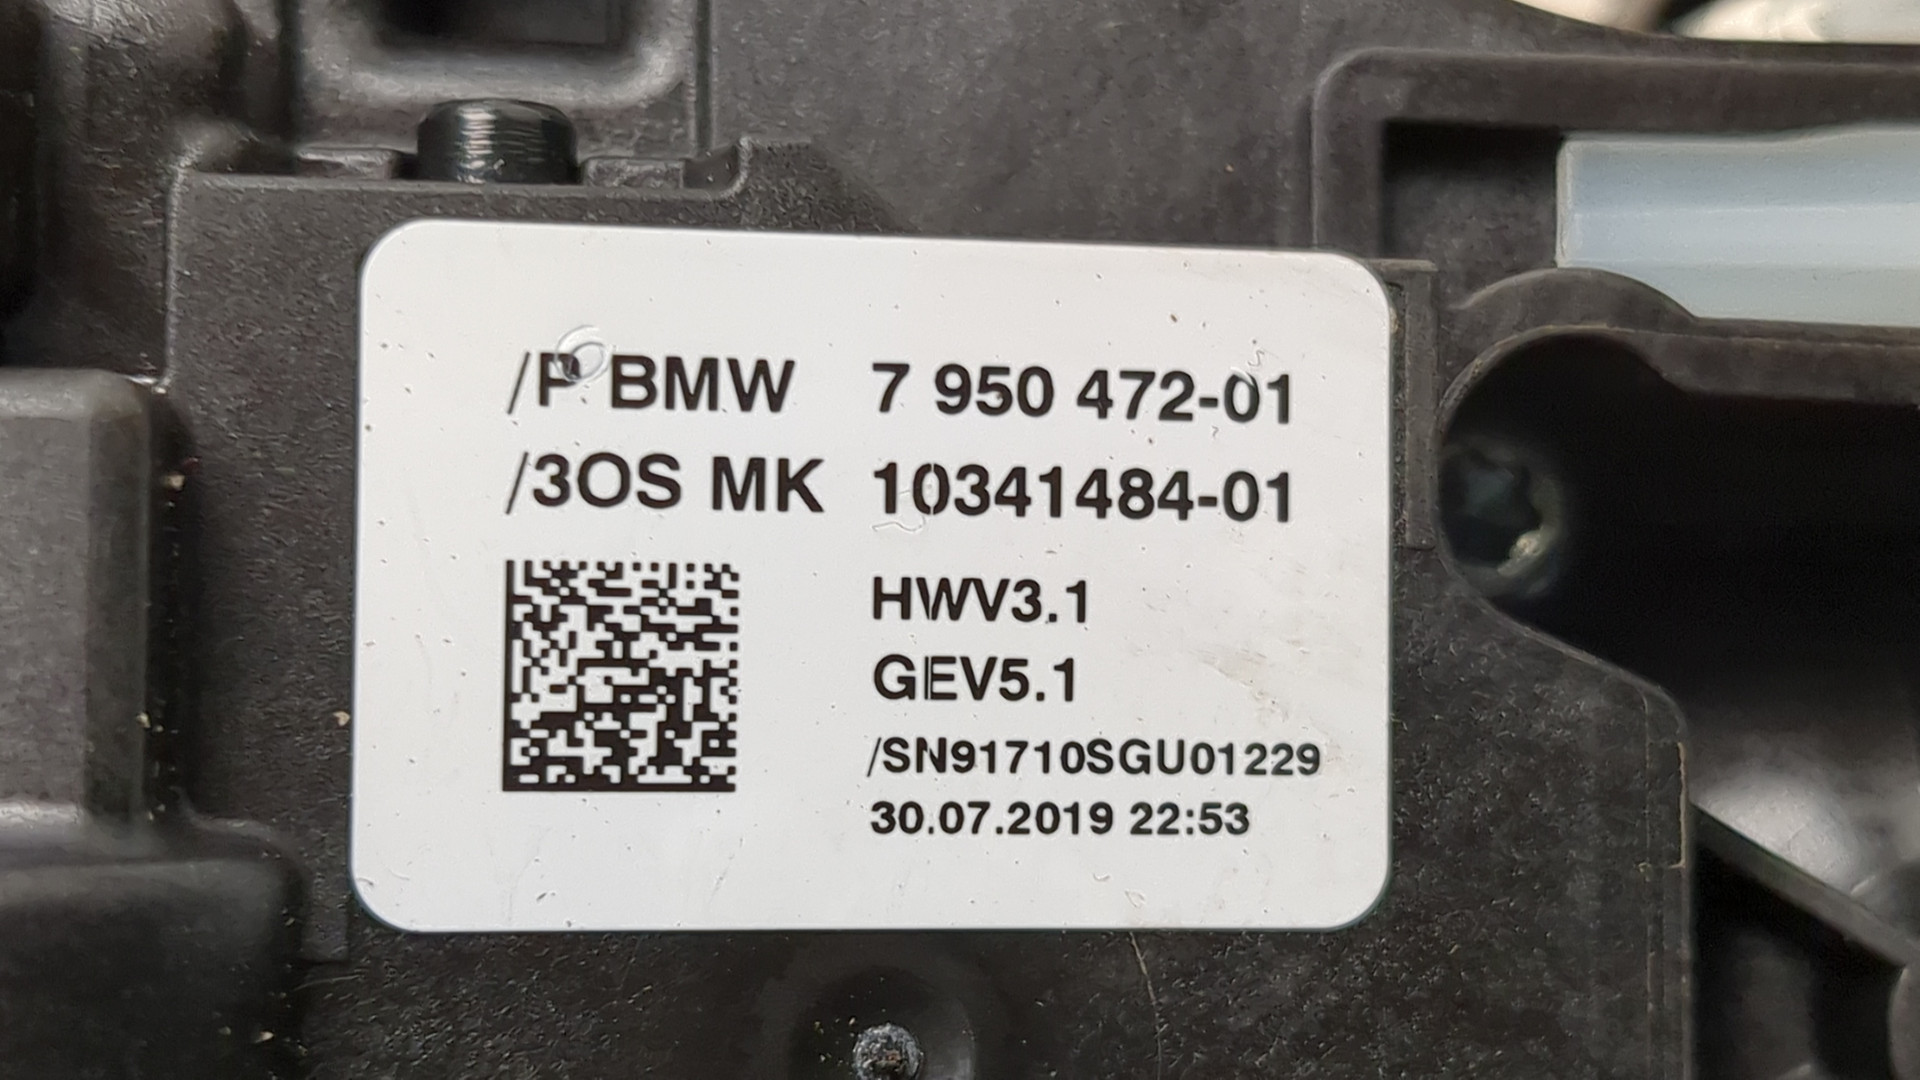 /P BMW 7 950 472-01
/3OS MK 10341484-01
HWV3.1
GEV5.1
/SN91710SGU01229
30.07.2019 22:53